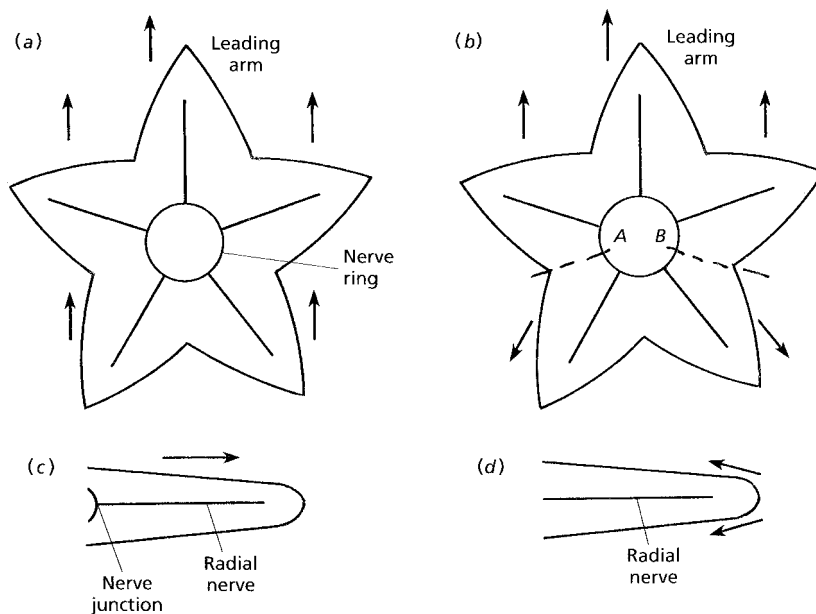 (a)
Leading
arm
Nerve
ring
(b)
Leading
arm
A B
(c)
Nerve
junction
Radial
nerve
(d)
Radial
nerve